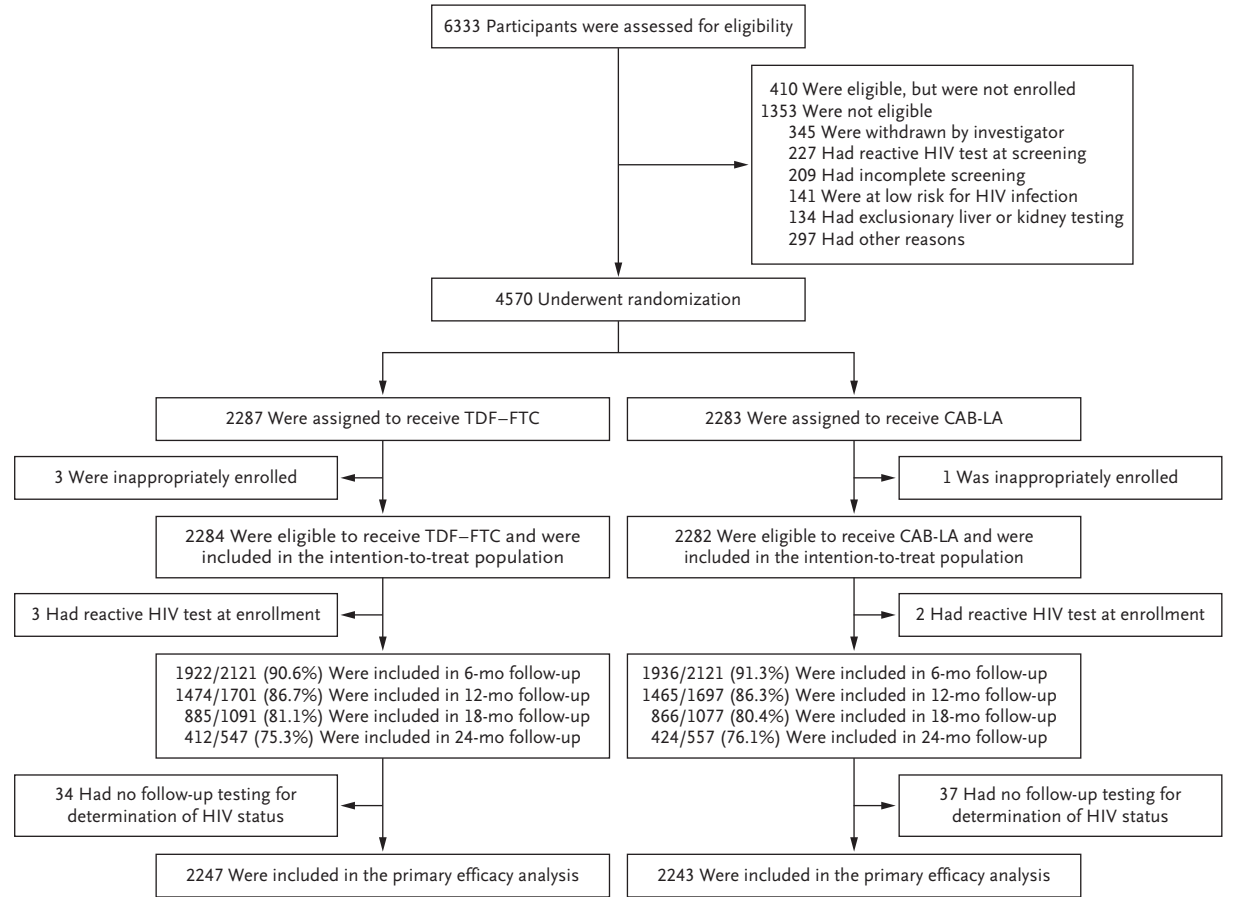 6333 Participants were assessed for eligibility
410 Were eligible, but were not enrolled
1353 Were not eligible
345 Were withdrawn by investigator
227 Had reactive HIV test at screening
209 Had incomplete screening
141 Were at low risk for HIV infection
134 Had exclusionary liver or kidney testing
297 Had other reasons
4570 Underwent randomization
2287 Were assigned to receive TDF–FTC
2283 Were assigned to receive CAB-LA
3 Were inappropriately enrolled
1 Was inappropriately enrolled
2284 Were eligible to receive TDF–FTC and were
included in the intention-to-treat population
2282 Were eligible to receive CAB-LA and were
included in the intention-to-treat population
3 Had reactive HIV test at enrollment
2 Had reactive HIV test at enrollment
1922/2121 (90.6%) Were included in 6-mo follow-up
1474/1701 (86.7%) Were included in 12-mo follow-up
885/1091 (81.1%) Were included in 18-mo follow-up
412/547 (75.3%) Were included in 24-mo follow-up
1936/2121 (91.3%) Were included in 6-mo follow-up
1465/1697 (86.3%) Were included in 12-mo follow-up
866/1077 (80.4%) Were included in 18-mo follow-up
424/557 (76.1%) Were included in 24-mo follow-up
34 Had no follow-up testing for
determination of HIV status
37 Had no follow-up testing for
determination of HIV status
2247 Were included in the primary efficacy analysis
2243 Were included in the primary efficacy analysis